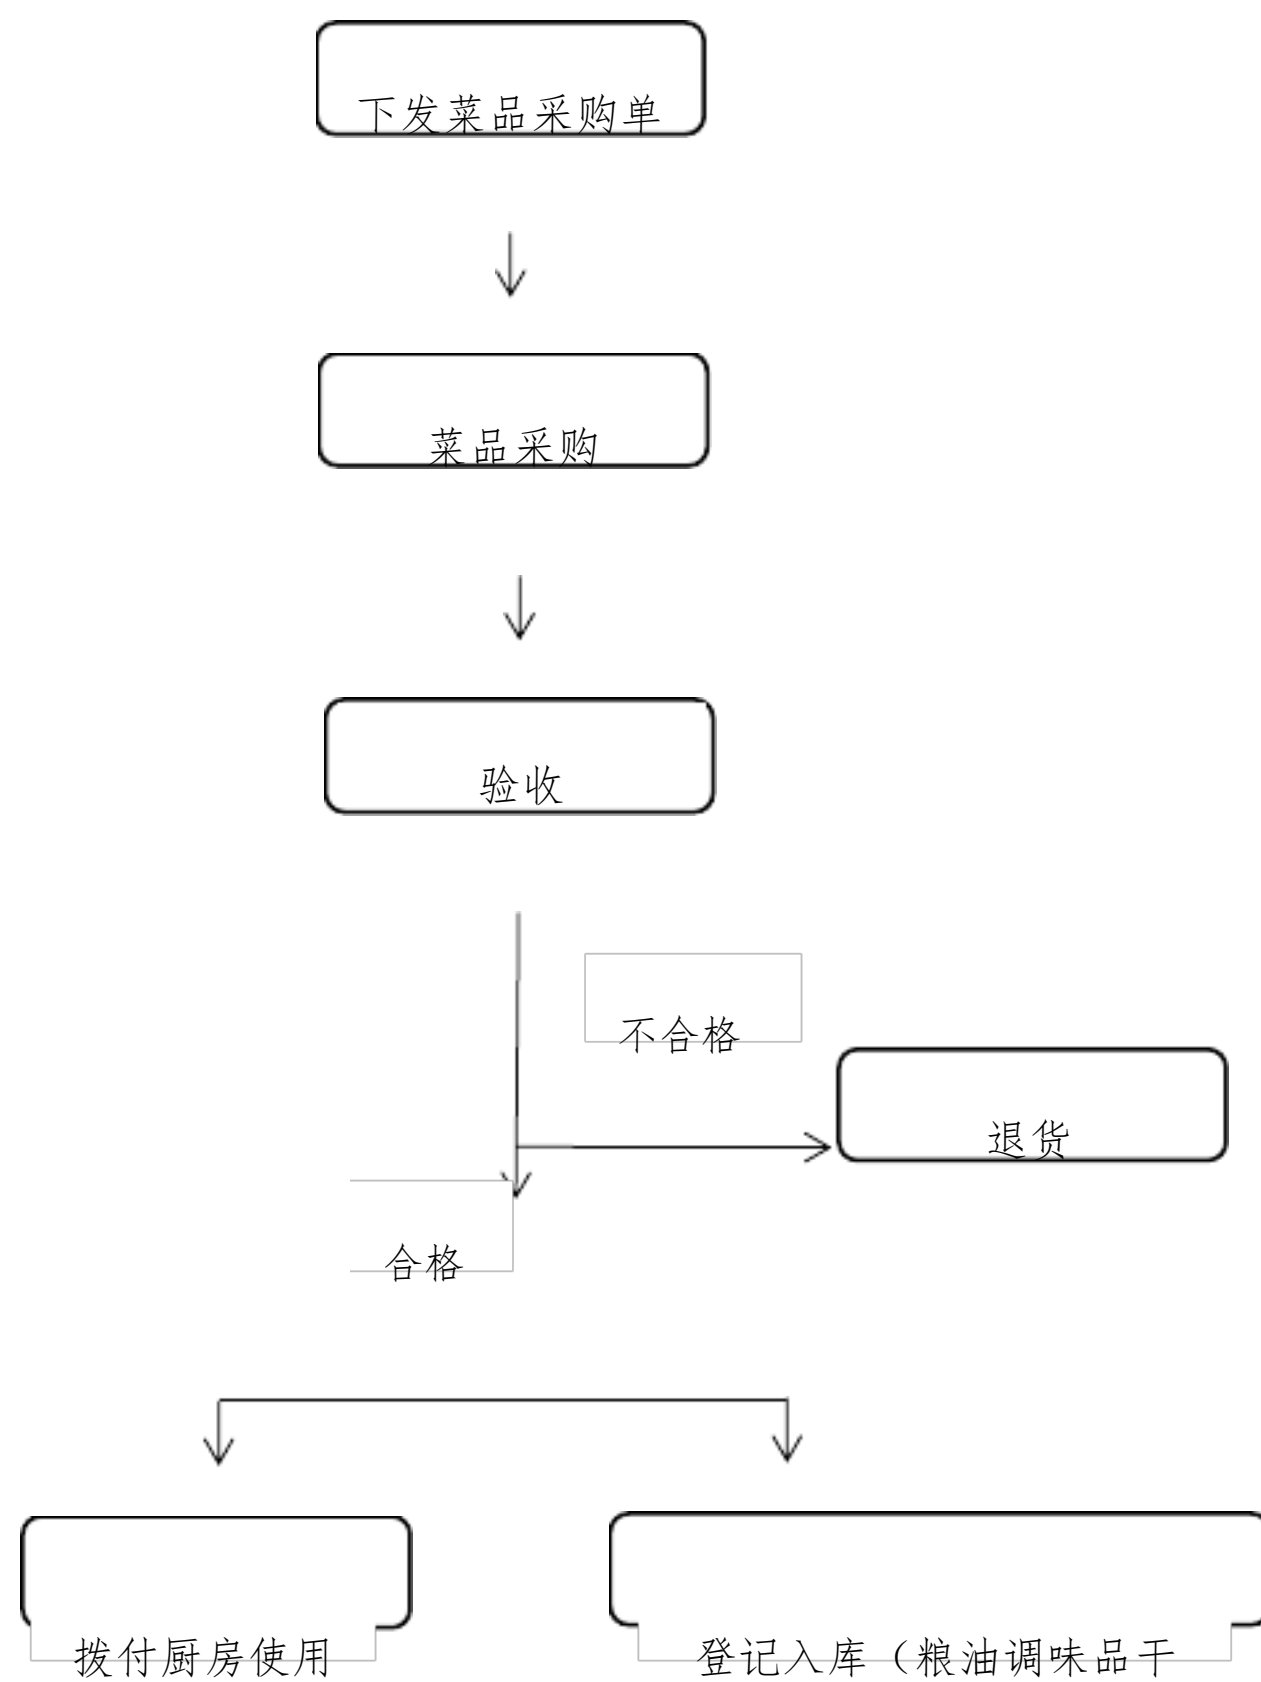 下发菜品采购单
菜品采购
验收
不合格
退货
合格
拨付厨房使用
登记入库（粮油调味品干